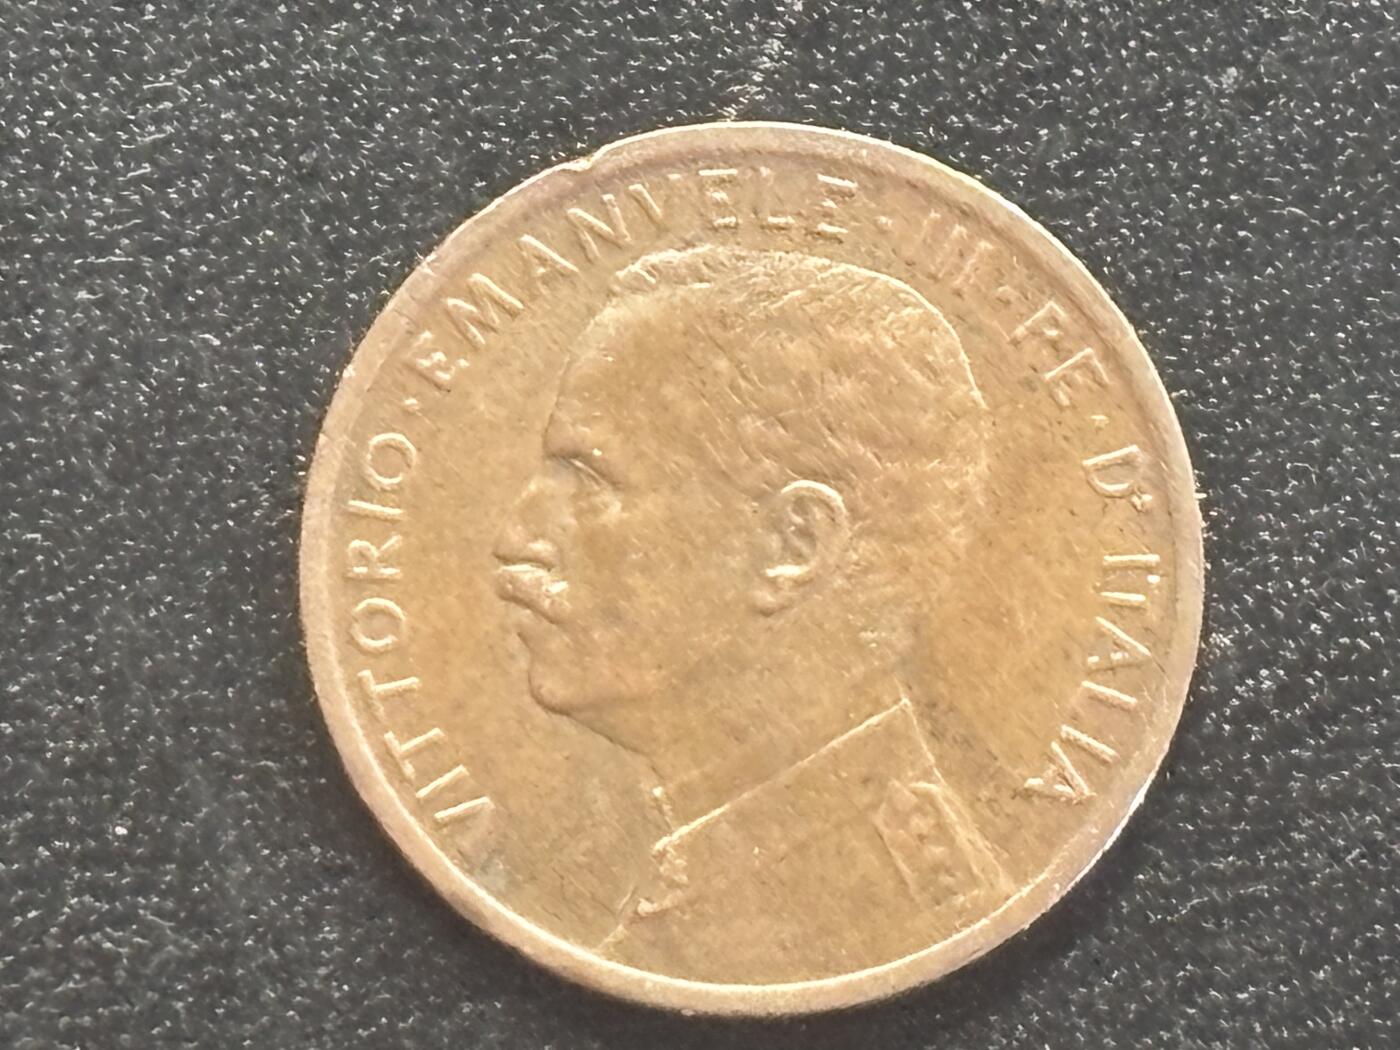 VITTORIO · EMANVELE · III · RE · D'ITALIA